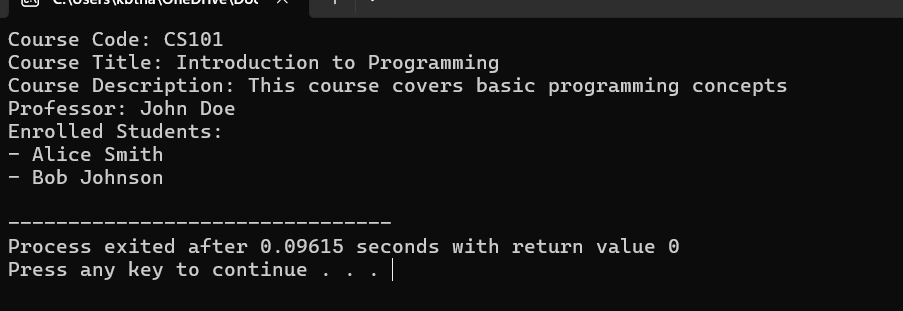 Course Code: CS101
Course Title: Introduction to Programming
Course Description: This course covers basic programming concepts
Professor: John Doe
Enrolled Students:
- Alice Smith
- Bob Johnson
--------------------------------
Process exited after 0.09615 seconds with return value 0
Press any key to continue . . .